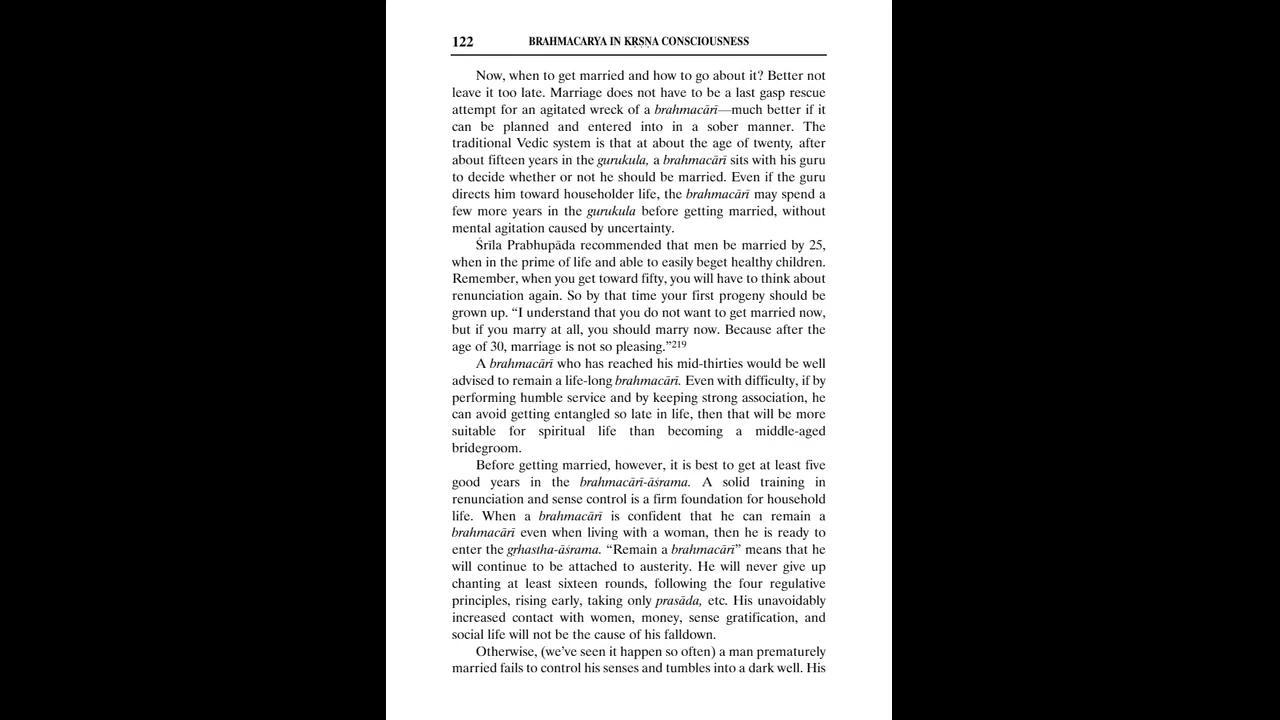 122 BRAHMACARYA IN KṚṢṆA CONSCIOUSNESS
Now, when to get married and how to go about it? Better not
leave it too late. Marriage does not have to be a last gasp rescue
attempt for an agitated wreck of a brahmacārī—much better if it
can be planned and entered into in a sober manner. The
traditional Vedic system is that at about the age of twenty, after
about fifteen years in the gurukula, a brahmacārī sits with his guru
to decide whether or not he should be married. Even if the guru
directs him toward householder life, the brahmacārī may spend a
few more years in the gurukula before getting married, without
mental agitation caused by uncertainty.
Śrīla Prabhupāda recommended that men be married by 25,
when in the prime of life and able to easily beget healthy children.
Remember, when you get toward fifty, you will have to think about
renunciation again. So by that time your first progeny should be
grown up. “I understand that you do not want to get married now,
but if you marry at all, you should marry now. Because after the
age of 30, marriage is not so pleasing.”219
A brahmacārī who has reached his mid-thirties would be well
advised to remain a life-long brahmacārī. Even with difficulty, if by
performing humble service and by keeping strong association, he
can avoid getting entangled so late in life, then that will be more
suitable for spiritual life than becoming a middle-aged
bridegroom.
Before getting married, however, it is best to get at least five
good years in the brahmacārī-āśrama. A solid training in
renunciation and sense control is a firm foundation for household
life. When a brahmacārī is confident that he can remain a
brahmacārī even when living with a woman, then he is ready to
enter the gṛhastha-āśrama. “Remain a brahmacārī” means that he
will continue to be attached to austerity. He will never give up
chanting at least sixteen rounds, following the four regulative
principles, rising early, taking only prasāda, etc. His unavoidably
increased contact with women, money, sense gratification, and
social life will not be the cause of his falldown.
Otherwise, (we’ve seen it happen so often) a man prematurely
married fails to control his senses and tumbles into a dark well. His